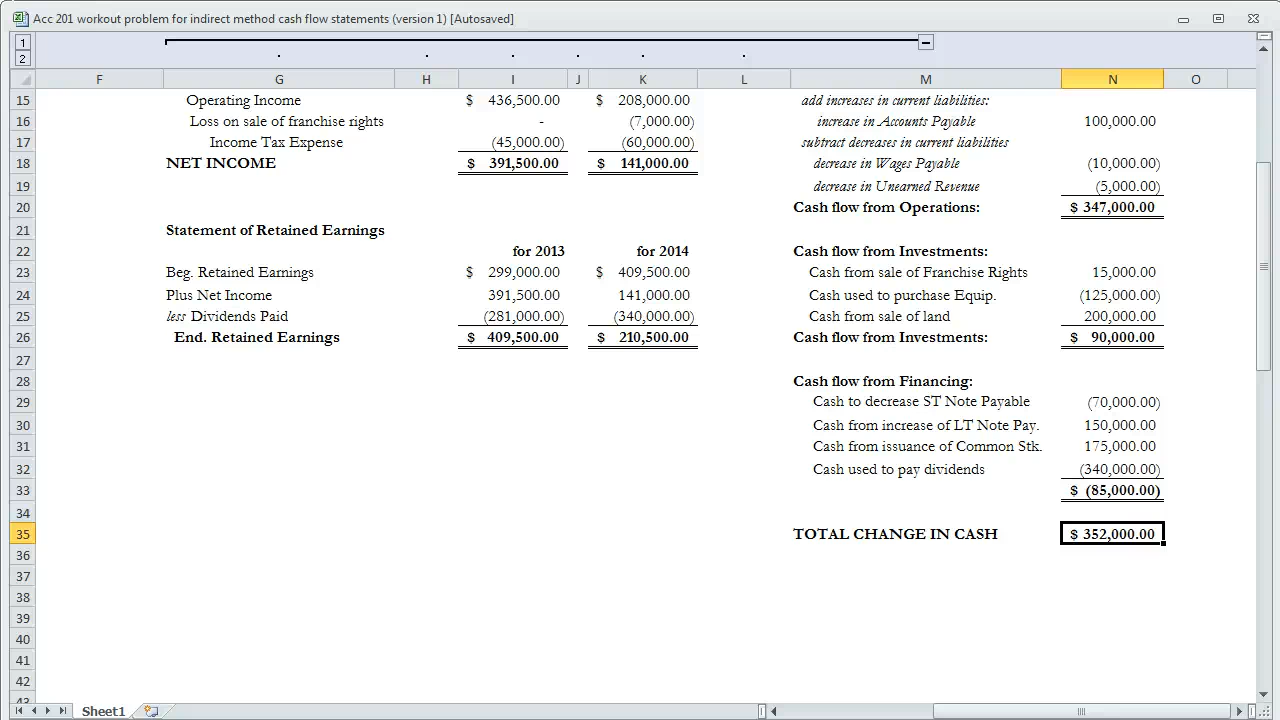 Acc 201 workout problem for indirect method cash flow statements (version 1) [Autosaved]
1
2
F G H I J K L M N O
15 Operating Income $ 436,500.00 $ 208,000.00 add increases in current liabilities:
16 Loss on sale of franchise rights - (7,000.00) increase in Accounts Payable 100,000.00
17 Income Tax Expense (45,000.00) (60,000.00) subtract decreases in current liabilities
18 NET INCOME $ 391,500.00 $ 141,000.00 decrease in Wages Payable (10,000.00)
19 decrease in Unearned Revenue (5,000.00)
20 Cash flow from Operations: $ 347,000.00
21 Statement of Retained Earnings
22 for 2013 for 2014 Cash flow from Investments:
23 Beg. Retained Earnings $ 299,000.00 $ 409,500.00 Cash from sale of Franchise Rights 15,000.00
24 Plus Net Income 391,500.00 141,000.00 Cash used to purchase Equip. (125,000.00)
25 less Dividends Paid (281,000.00) (340,000.00) Cash from sale of land 200,000.00
26 End. Retained Earnings $ 409,500.00 $ 210,500.00 Cash flow from Investments: $ 90,000.00
27
28 Cash flow from Financing:
29 Cash to decrease ST Note Payable (70,000.00)
30 Cash from increase of LT Note Pay. 150,000.00
31 Cash from issuance of Common Stk. 175,000.00
32 Cash used to pay dividends (340,000.00)
33 $ (85,000.00)
34
35 TOTAL CHANGE IN CASH $ 352,000.00
36
37
38
39
40
41
42
43
Sheet1